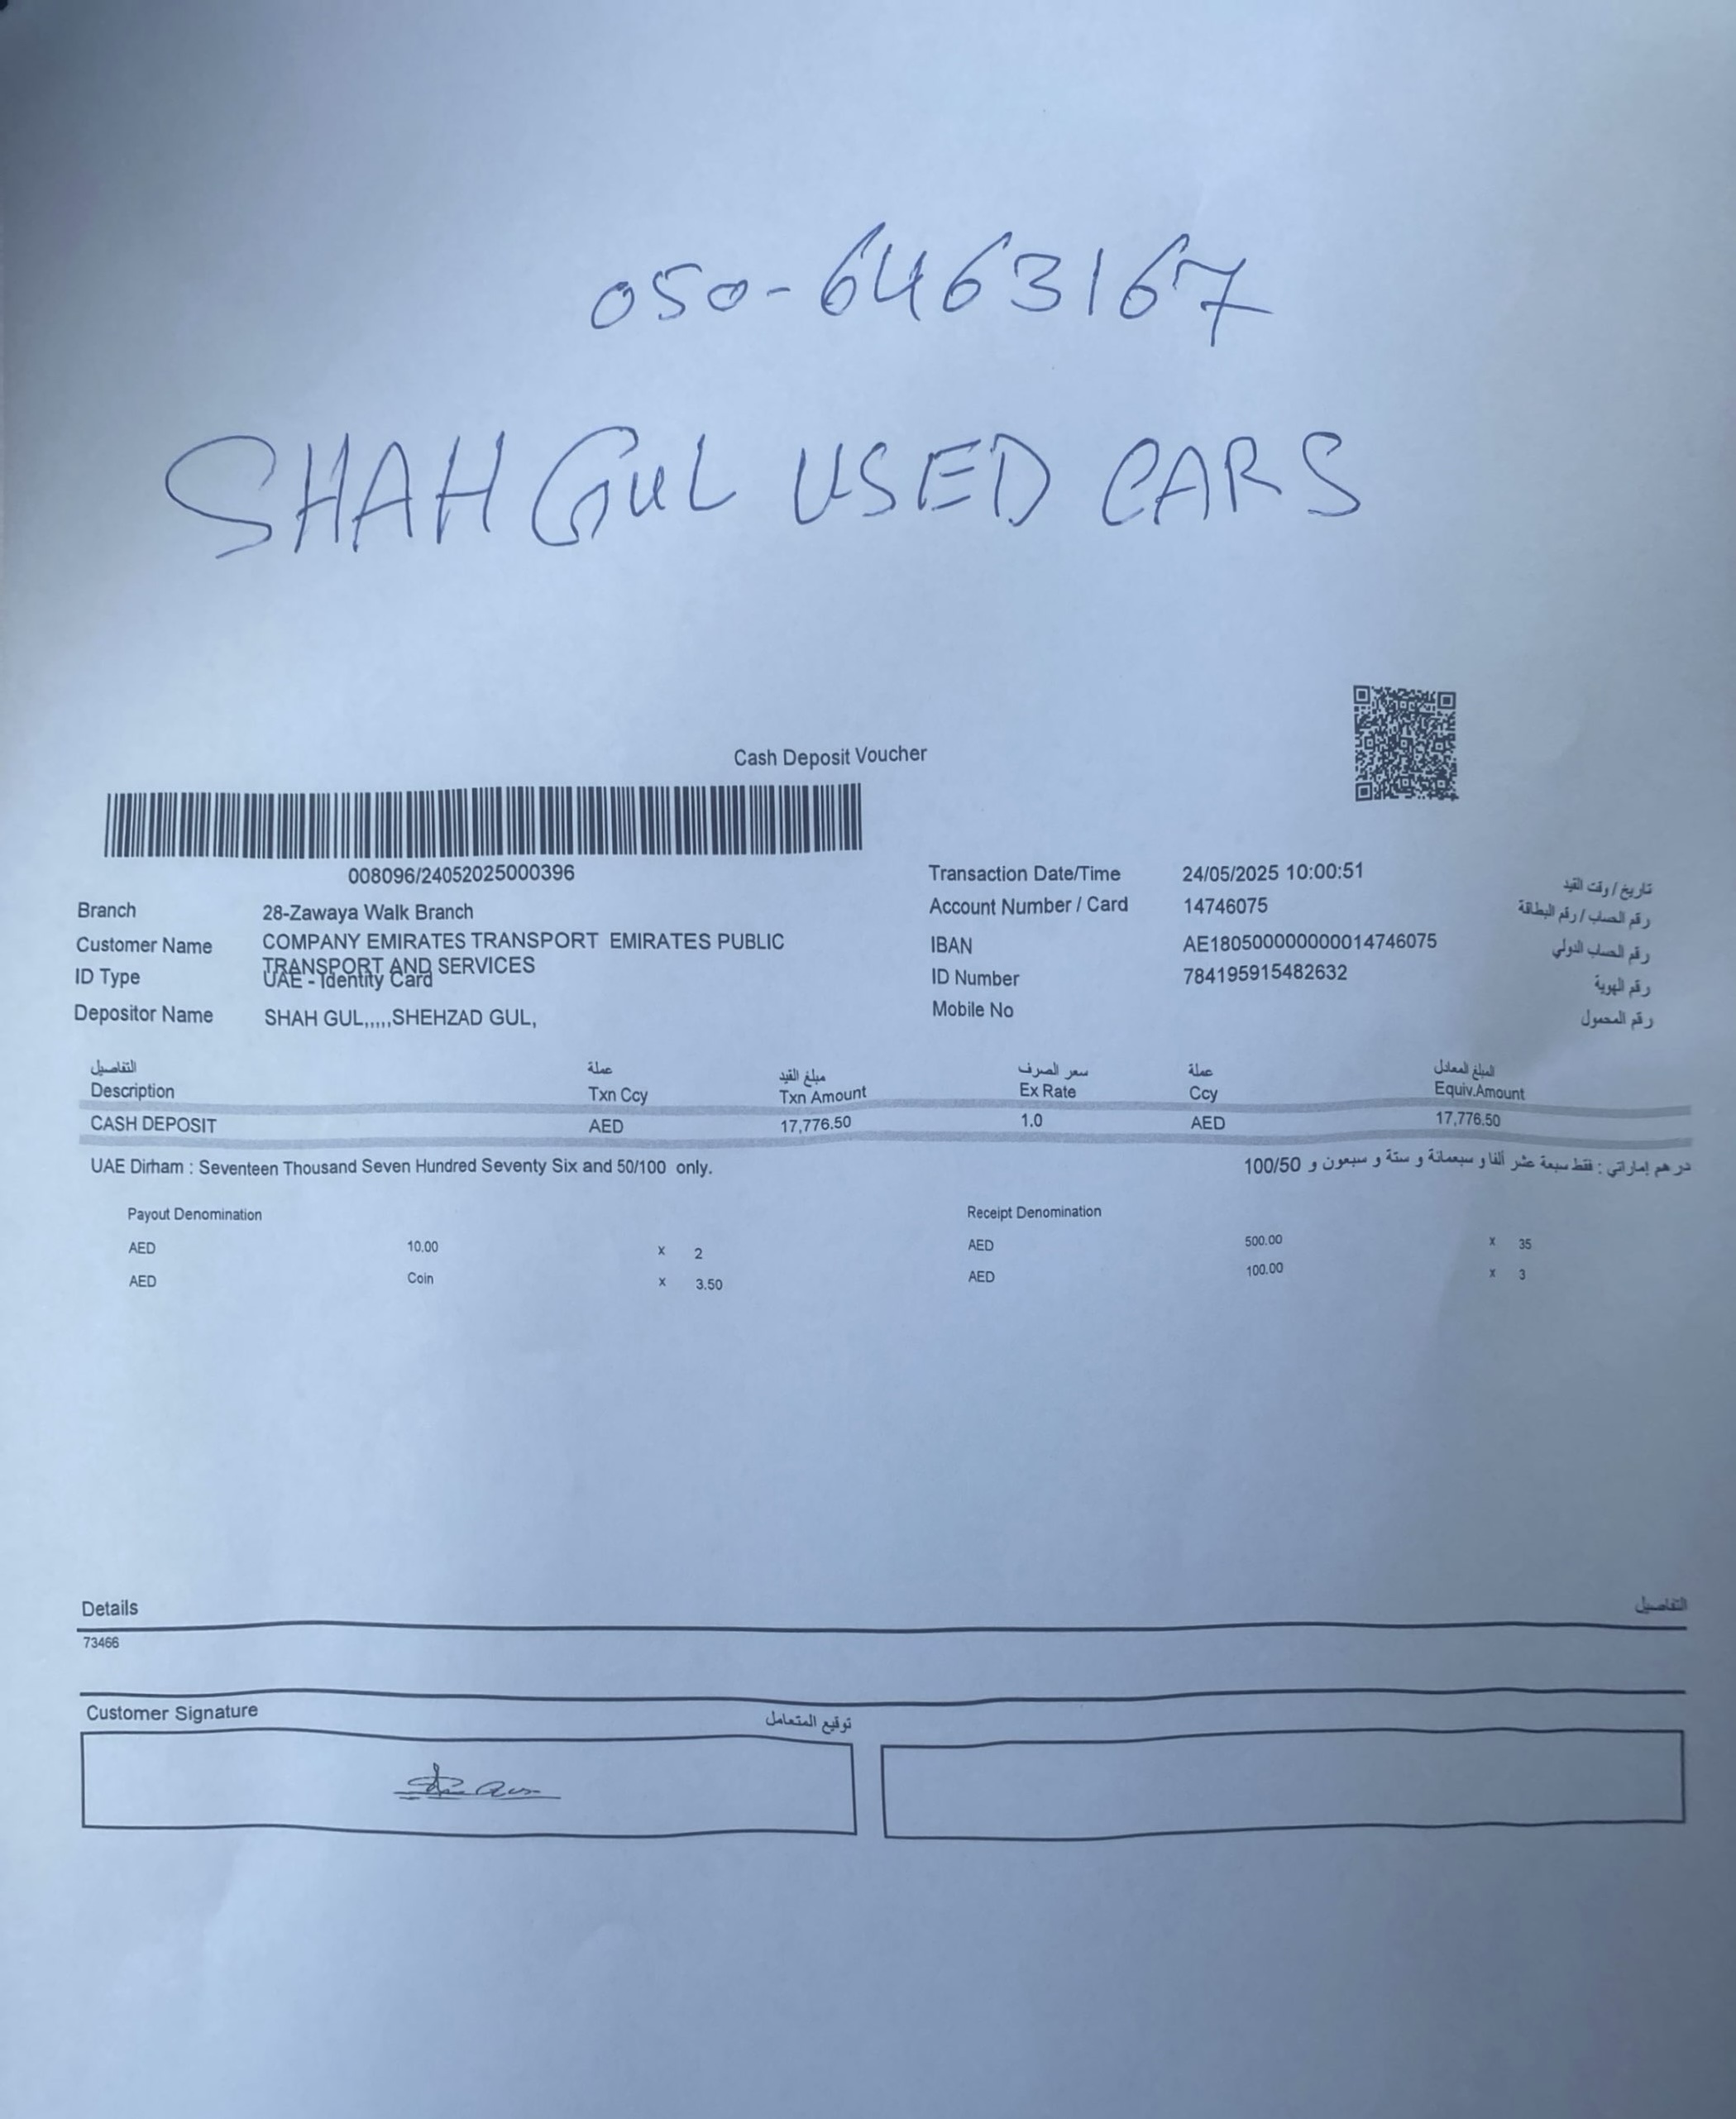 050-6463167
SHAH GUL USED CARS
Cash Deposit Voucher
008096/24052025000396
Transaction Date/Time 24/05/2025 10:00:51 تاريخ / وقت القيد
Branch 28-Zawaya Walk Branch
Account Number / Card 14746075 رقم الحساب / رقم البطاقة
Customer Name COMPANY EMIRATES TRANSPORT EMIRATES PUBLIC
TRANSPORT AND SERVICES
IBAN AE180500000000014746075 رقم الحساب الدولي
ID Type UAE - Identity Card
ID Number 784195915482632 رقم الهوية
Depositor Name SHAH GUL,,,,,SHEHZAD GUL,
Mobile No رقم المحمول
التفاصيل عملة مبلغ القيد سعر الصرف عملة المبلغ المعادل
Description Txn Ccy Txn Amount Ex Rate Ccy Equiv.Amount
CASH DEPOSIT AED 17,776.50 1.0 AED 17,776.50
UAE Dirham : Seventeen Thousand Seven Hundred Seventy Six and 50/100 only.
درهم إماراتي : فقط سبعة عشر ألفا و سبعمائة و ستة و سبعون و 100/50
Payout Denomination Receipt Denomination
AED 10.00 x 2 AED 500.00 x 35
AED Coin x 3.50 AED 100.00 x 3
Details التفاصيل
73466
Customer Signature توقيع المتعامل